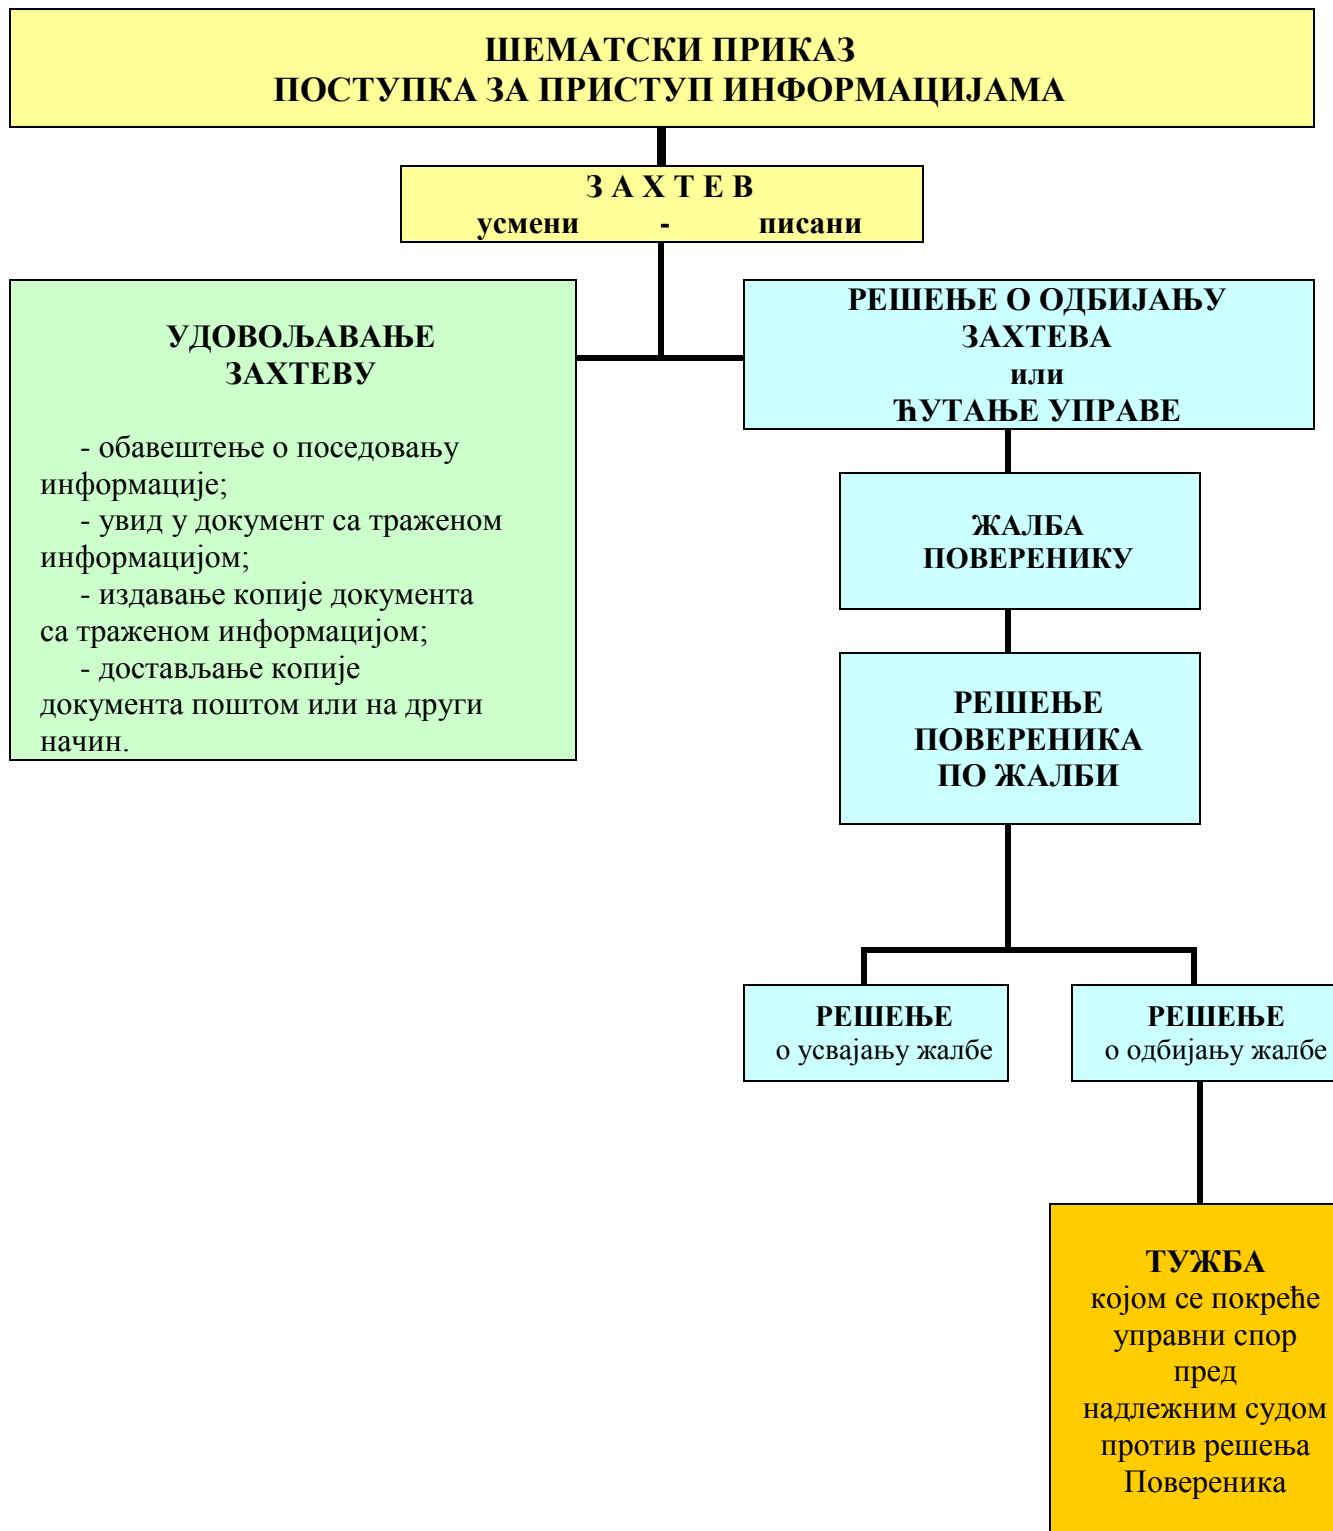 ШЕМАТСКИ ПРИКАЗ
ПОСТУПКА ЗА ПРИСТУП ИНФОРМАЦИЈАМА
З А Х Т Е В
усмени - писани
УДОВОЉАВАЊЕ
ЗАХТЕВУ
- обавештење о поседовању
информације;
- увид у документ са траженом
информацијом;
- издавање копије документа
са траженом информацијом;
- достављање копије
документа поштом или на други
начин.
РЕШЕЊЕ О ОДБИЈАЊУ
ЗАХТЕВА
или
ЋУТАЊЕ УПРАВЕ
ЖАЛБА
ПОВЕРЕНИКУ
РЕШЕЊЕ
ПОВЕРЕНИКА
ПО ЖАЛБИ
РЕШЕЊЕ
о усвајању жалбе
РЕШЕЊЕ
о одбијању жалбе
ТУЖБА
којом се покреће
управни спор
пред
надлежним судом
против решења
Повереника